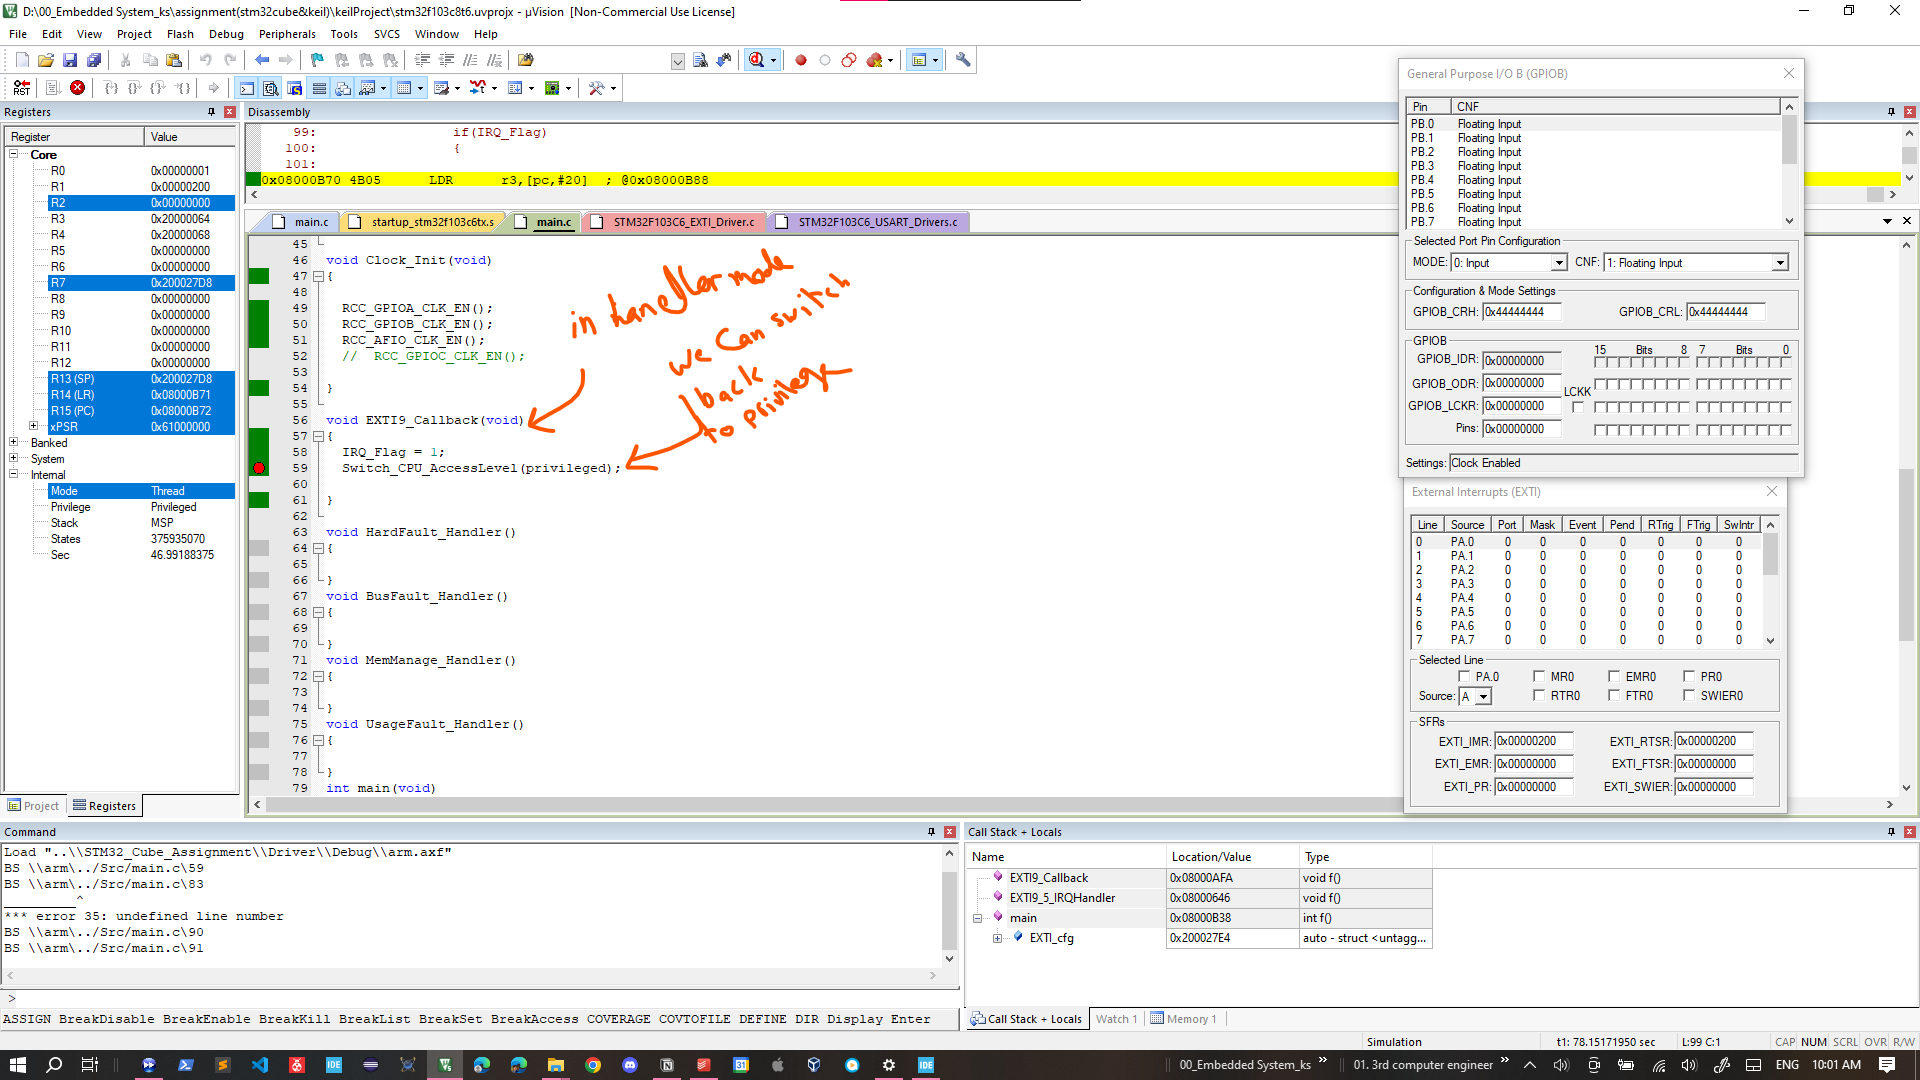 D:\00_Embedded System_ks\assignment(stm32cube&keil)\keilProject\stm32f103c8t6.uvprojx - µVision  [Non-Commercial Use License]
File Edit View Project Flash Debug Peripherals Tools SVCS Window Help
Registers
Register Value
Core
R0 0x00000001
R1 0x00000200
R2 0x00000000
R3 0x20000064
R4 0x20000068
R5 0x00000000
R6 0x00000000
R7 0x200027D8
R8 0x00000000
R9 0x00000000
R10 0x00000000
R11 0x00000000
R12 0x00000000
R13 (SP) 0x200027D8
R14 (LR) 0x08000B71
R15 (PC) 0x08000B72
xPSR 0x61000000
Banked
System
Internal
Mode Thread
Privilege Privileged
Stack MSP
States 375935070
Sec 46.99188375
Project Registers
Disassembly
99: if(IRQ_Flag)
100: {
101:
0x08000B70 4B05 LDR r3,[pc,#20] ; @0x08000B88
main.c startup_stm32f103c6tx.s main.c STM32F103C6_EXTI_Driver.c STM32F103C6_USART_Drivers.c
45
46 void Clock_Init(void)
47 {
48
49 RCC_GPIOA_CLK_EN();
50 RCC_GPIOB_CLK_EN();
51 RCC_AFIO_CLK_EN();
52 // RCC_GPIOC_CLK_EN();
53
54 }
55
56 void EXTI9_Callback(void)
57 {
58 IRQ_Flag = 1;
59 Switch_CPU_AccessLevel(privileged);
60
61 }
62
63 void HardFault_Handler()
64 {
65
66 }
67 void BusFault_Handler()
68 {
69
70 }
71 void MemManage_Handler()
72 {
73
74 }
75 void UsageFault_Handler()
76 {
77
78 }
79 int main(void)
in handler mode
we Can switch
back
to privilege
General Purpose I/O B (GPIOB)
Pin CNF
PB.0 Floating Input
PB.1 Floating Input
PB.2 Floating Input
PB.3 Floating Input
PB.4 Floating Input
PB.5 Floating Input
PB.6 Floating Input
PB.7 Floating Input
Selected Port Pin Configuration
MODE: 0: Input CNF: 1: Floating Input
Configuration & Mode Settings
GPIOB_CRH: 0x44444444 GPIOB_CRL: 0x44444444
GPIOB
15 Bits 8 7 Bits 0
GPIOB_IDR: 0x00000000
GPIOB_ODR: 0x00000000
LCKK
GPIOB_LCKR: 0x00000000
Pins: 0x00000000
Settings: Clock Enabled
External Interrupts (EXTI)
Line Source Port Mask Event Pend RTrig FTrig SwIntr
0 PA.0 0 0 0 0 0 0 0
1 PA.1 0 0 0 0 0 0 0
2 PA.2 0 0 0 0 0 0 0
3 PA.3 0 0 0 0 0 0 0
4 PA.4 0 0 0 0 0 0 0
5 PA.5 0 0 0 0 0 0 0
6 PA.6 0 0 0 0 0 0 0
7 PA.7 0 0 0 0 0 0 0
Selected Line
PA.0 MR0 EMR0 PR0
Source: A RTR0 FTR0 SWIER0
SFRs
EXTI_IMR: 0x00000200 EXTI_RTSR: 0x00000200
EXTI_EMR: 0x00000000 EXTI_FTSR: 0x00000000
EXTI_PR: 0x00000000 EXTI_SWIER: 0x00000000
Command
Load "..\\STM32_Cube_Assignment\\Driver\\Debug\\arm.axf"
BS \\arm\../Src/main.c\59
BS \\arm\../Src/main.c\83
_________^
*** error 35: undefined line number
BS \\arm\../Src/main.c\90
BS \\arm\../Src/main.c\91
>
ASSIGN BreakDisable BreakEnable BreakKill BreakList BreakSet BreakAccess COVERAGE COVTOFILE DEFINE DIR Display Enter
Call Stack + Locals
Name Location/Value Type
EXTI9_Callback 0x08000AFA void f()
EXTI9_5_IRQHandler 0x08000646 void f()
main 0x08000B38 int f()
EXTI_cfg 0x200027E4 auto - struct <untagg...
Call Stack + Locals Watch 1 Memory 1
Simulation t1: 78.15171950 sec L:99 C:1 CAP NUM SCRL OVR R/W
00_Embedded System_ks 01. 3rd computer engineer ENG 10:01 AM